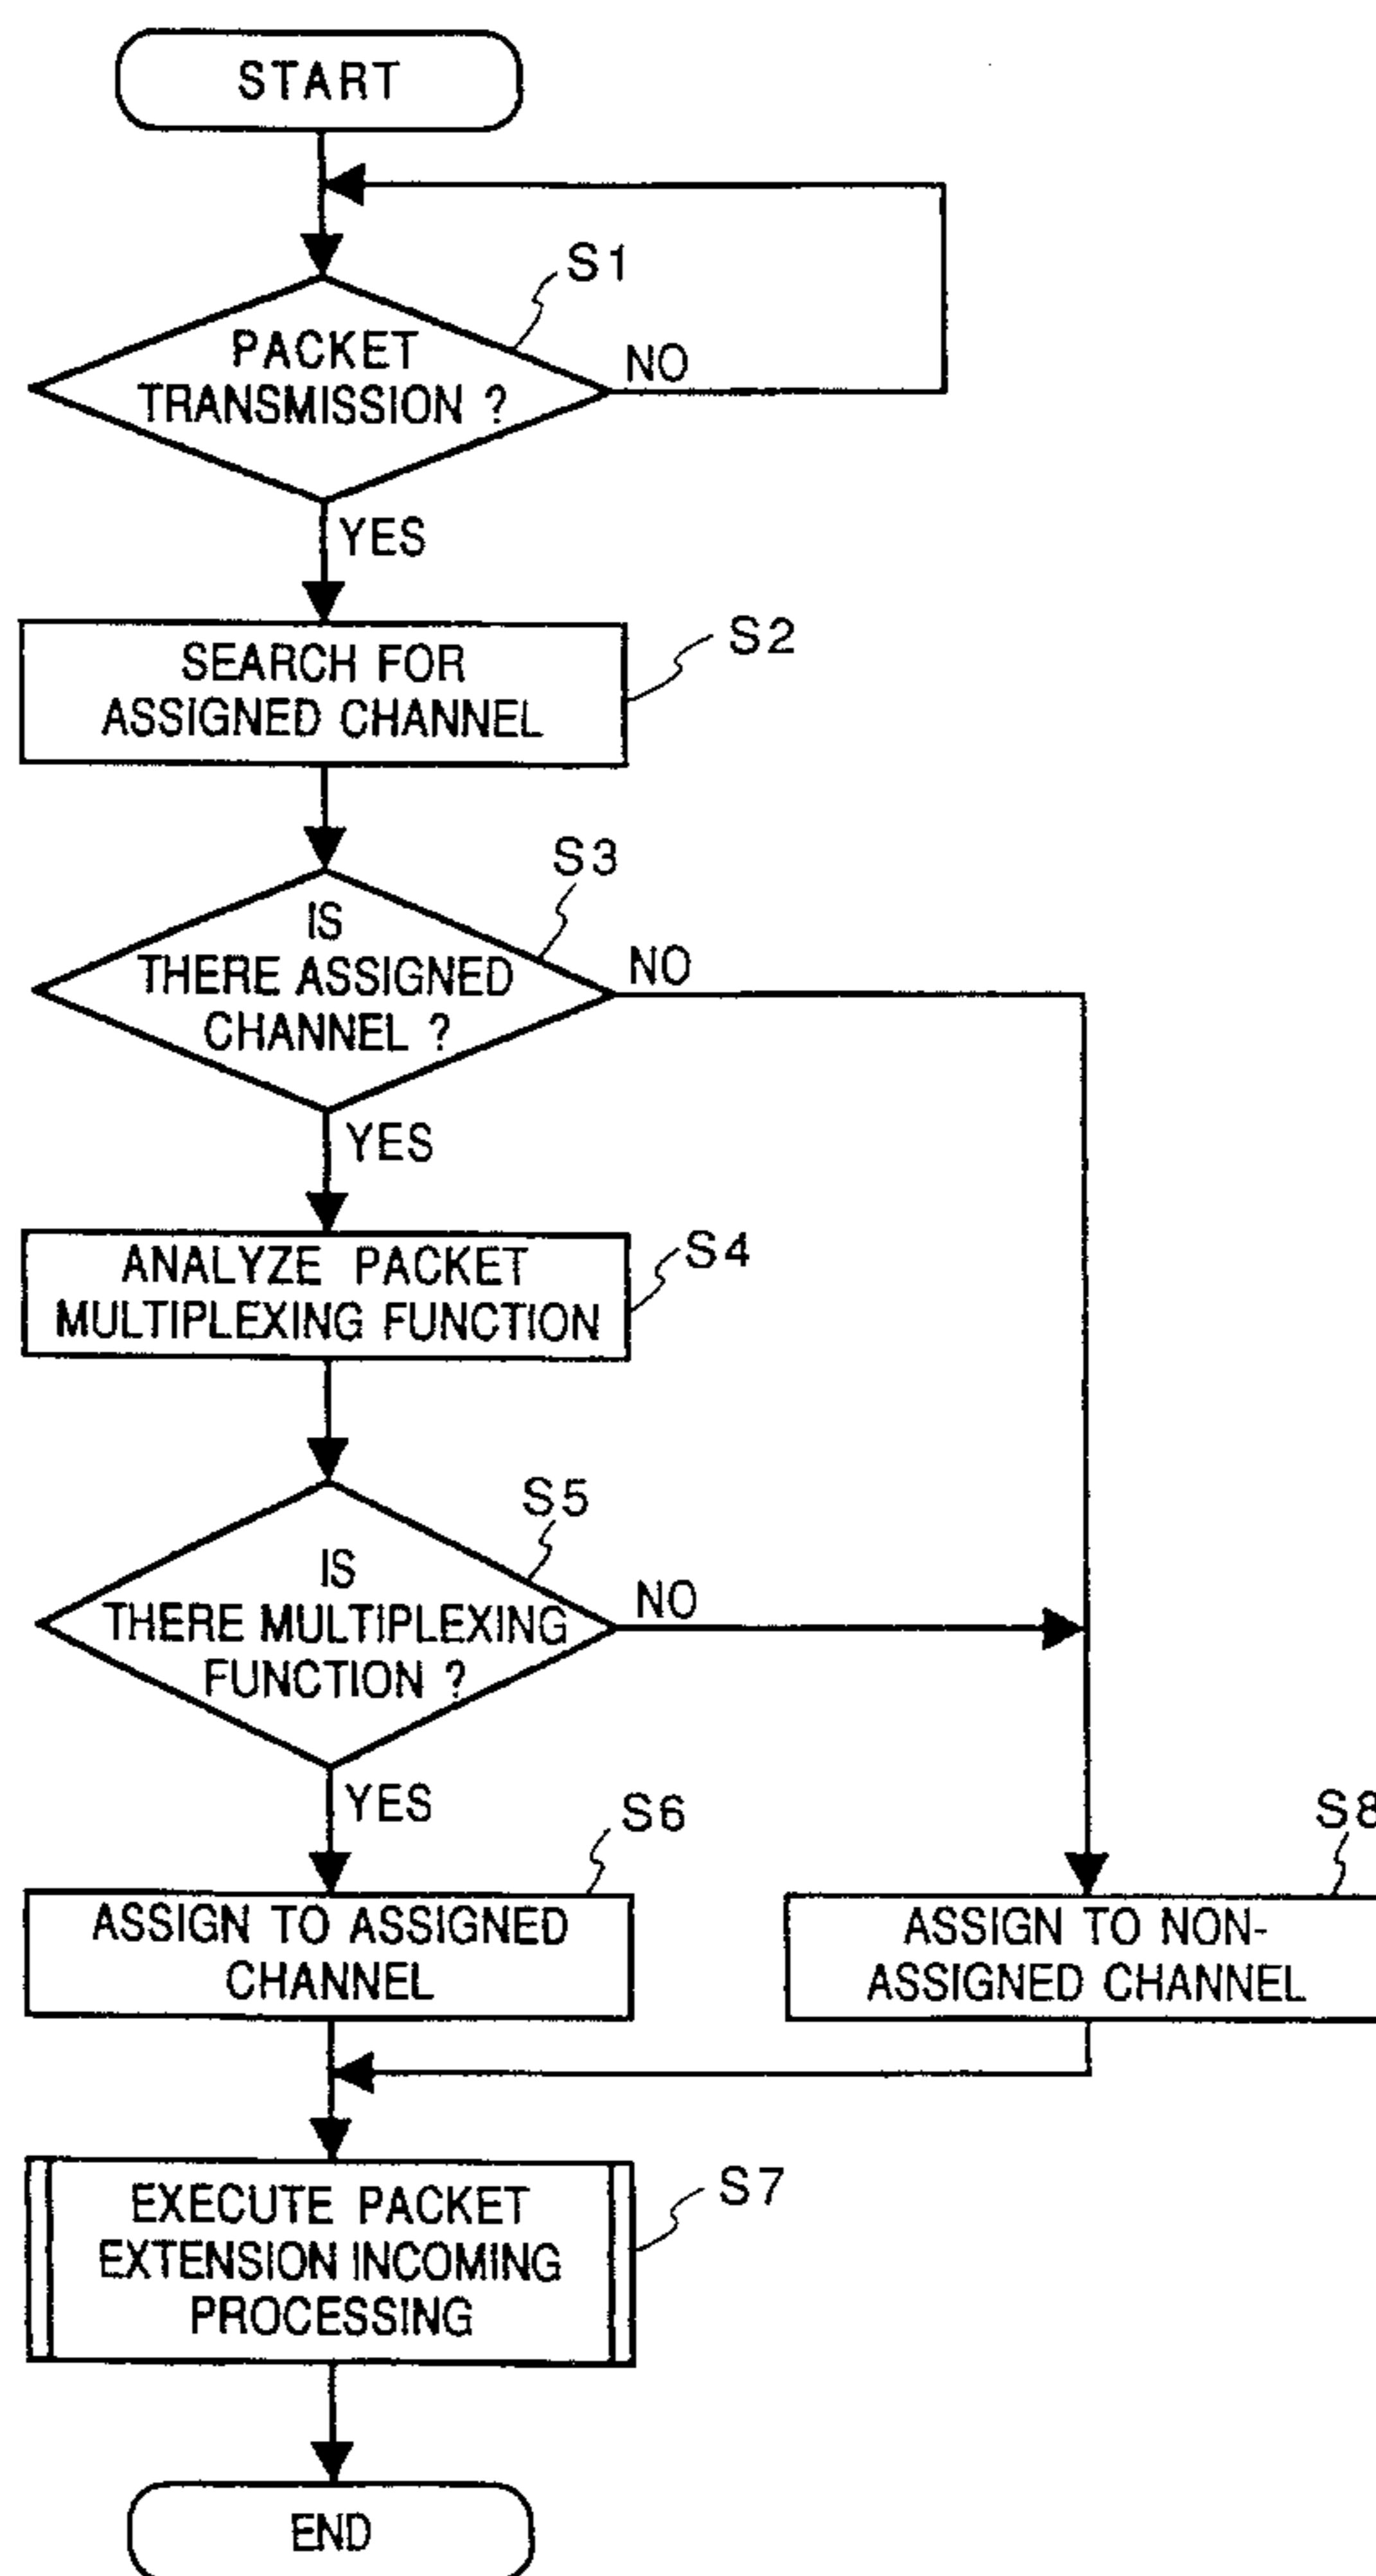 START
S1
PACKET
TRANSMISSION ?
NO
YES
SEARCH FOR
ASSIGNED CHANNEL
S2
S3
IS
THERE ASSIGNED
CHANNEL ?
NO
YES
ANALYZE PACKET
MULTIPLEXING FUNCTION
S4
S5
IS
THERE MULTIPLEXING
FUNCTION ?
NO
YES
S6
ASSIGN TO ASSIGNED
CHANNEL
S8
ASSIGN TO NON-
ASSIGNED CHANNEL
S7
EXECUTE PACKET
EXTENSION INCOMING
PROCESSING
END